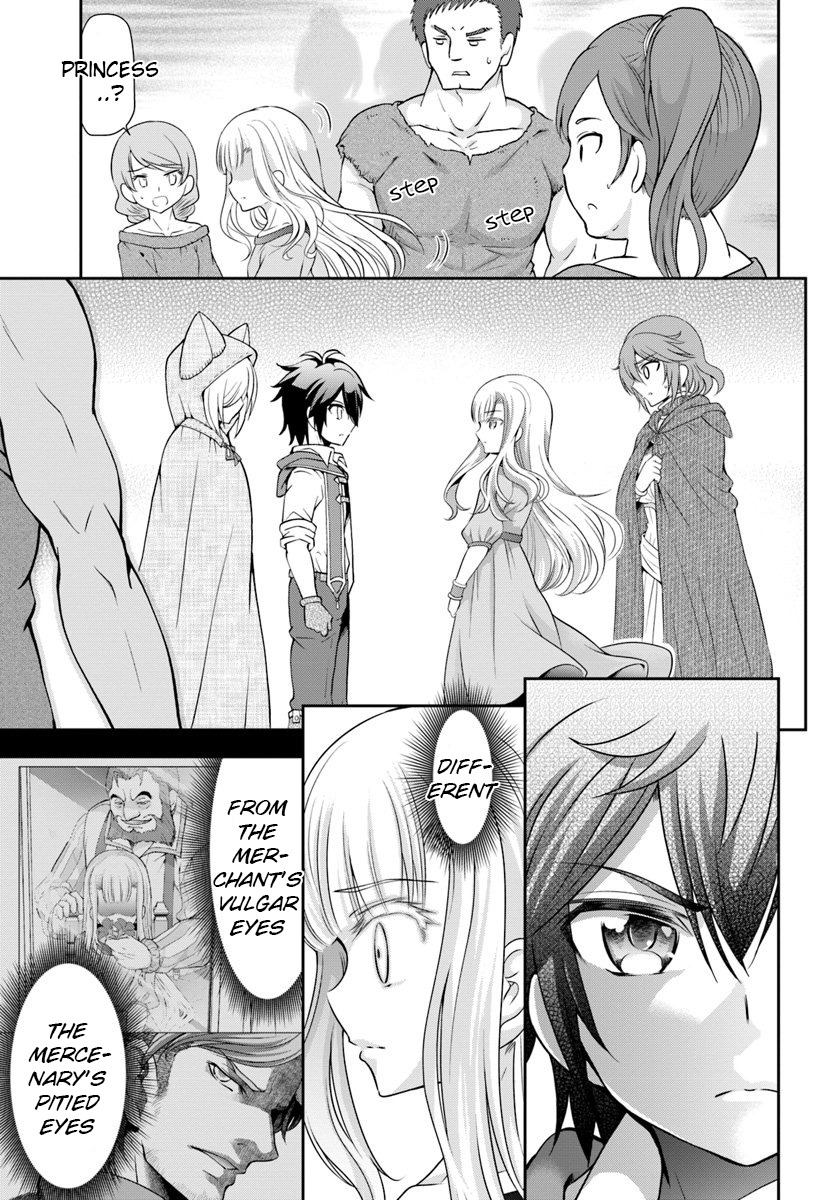 PRINCESS
..?
step
step
DIFF-
ERENT
FROM
THE
MER-
CHANT'S
VULGAR
EYES
THE
MERCE-
NARY'S
PITIED
EYES